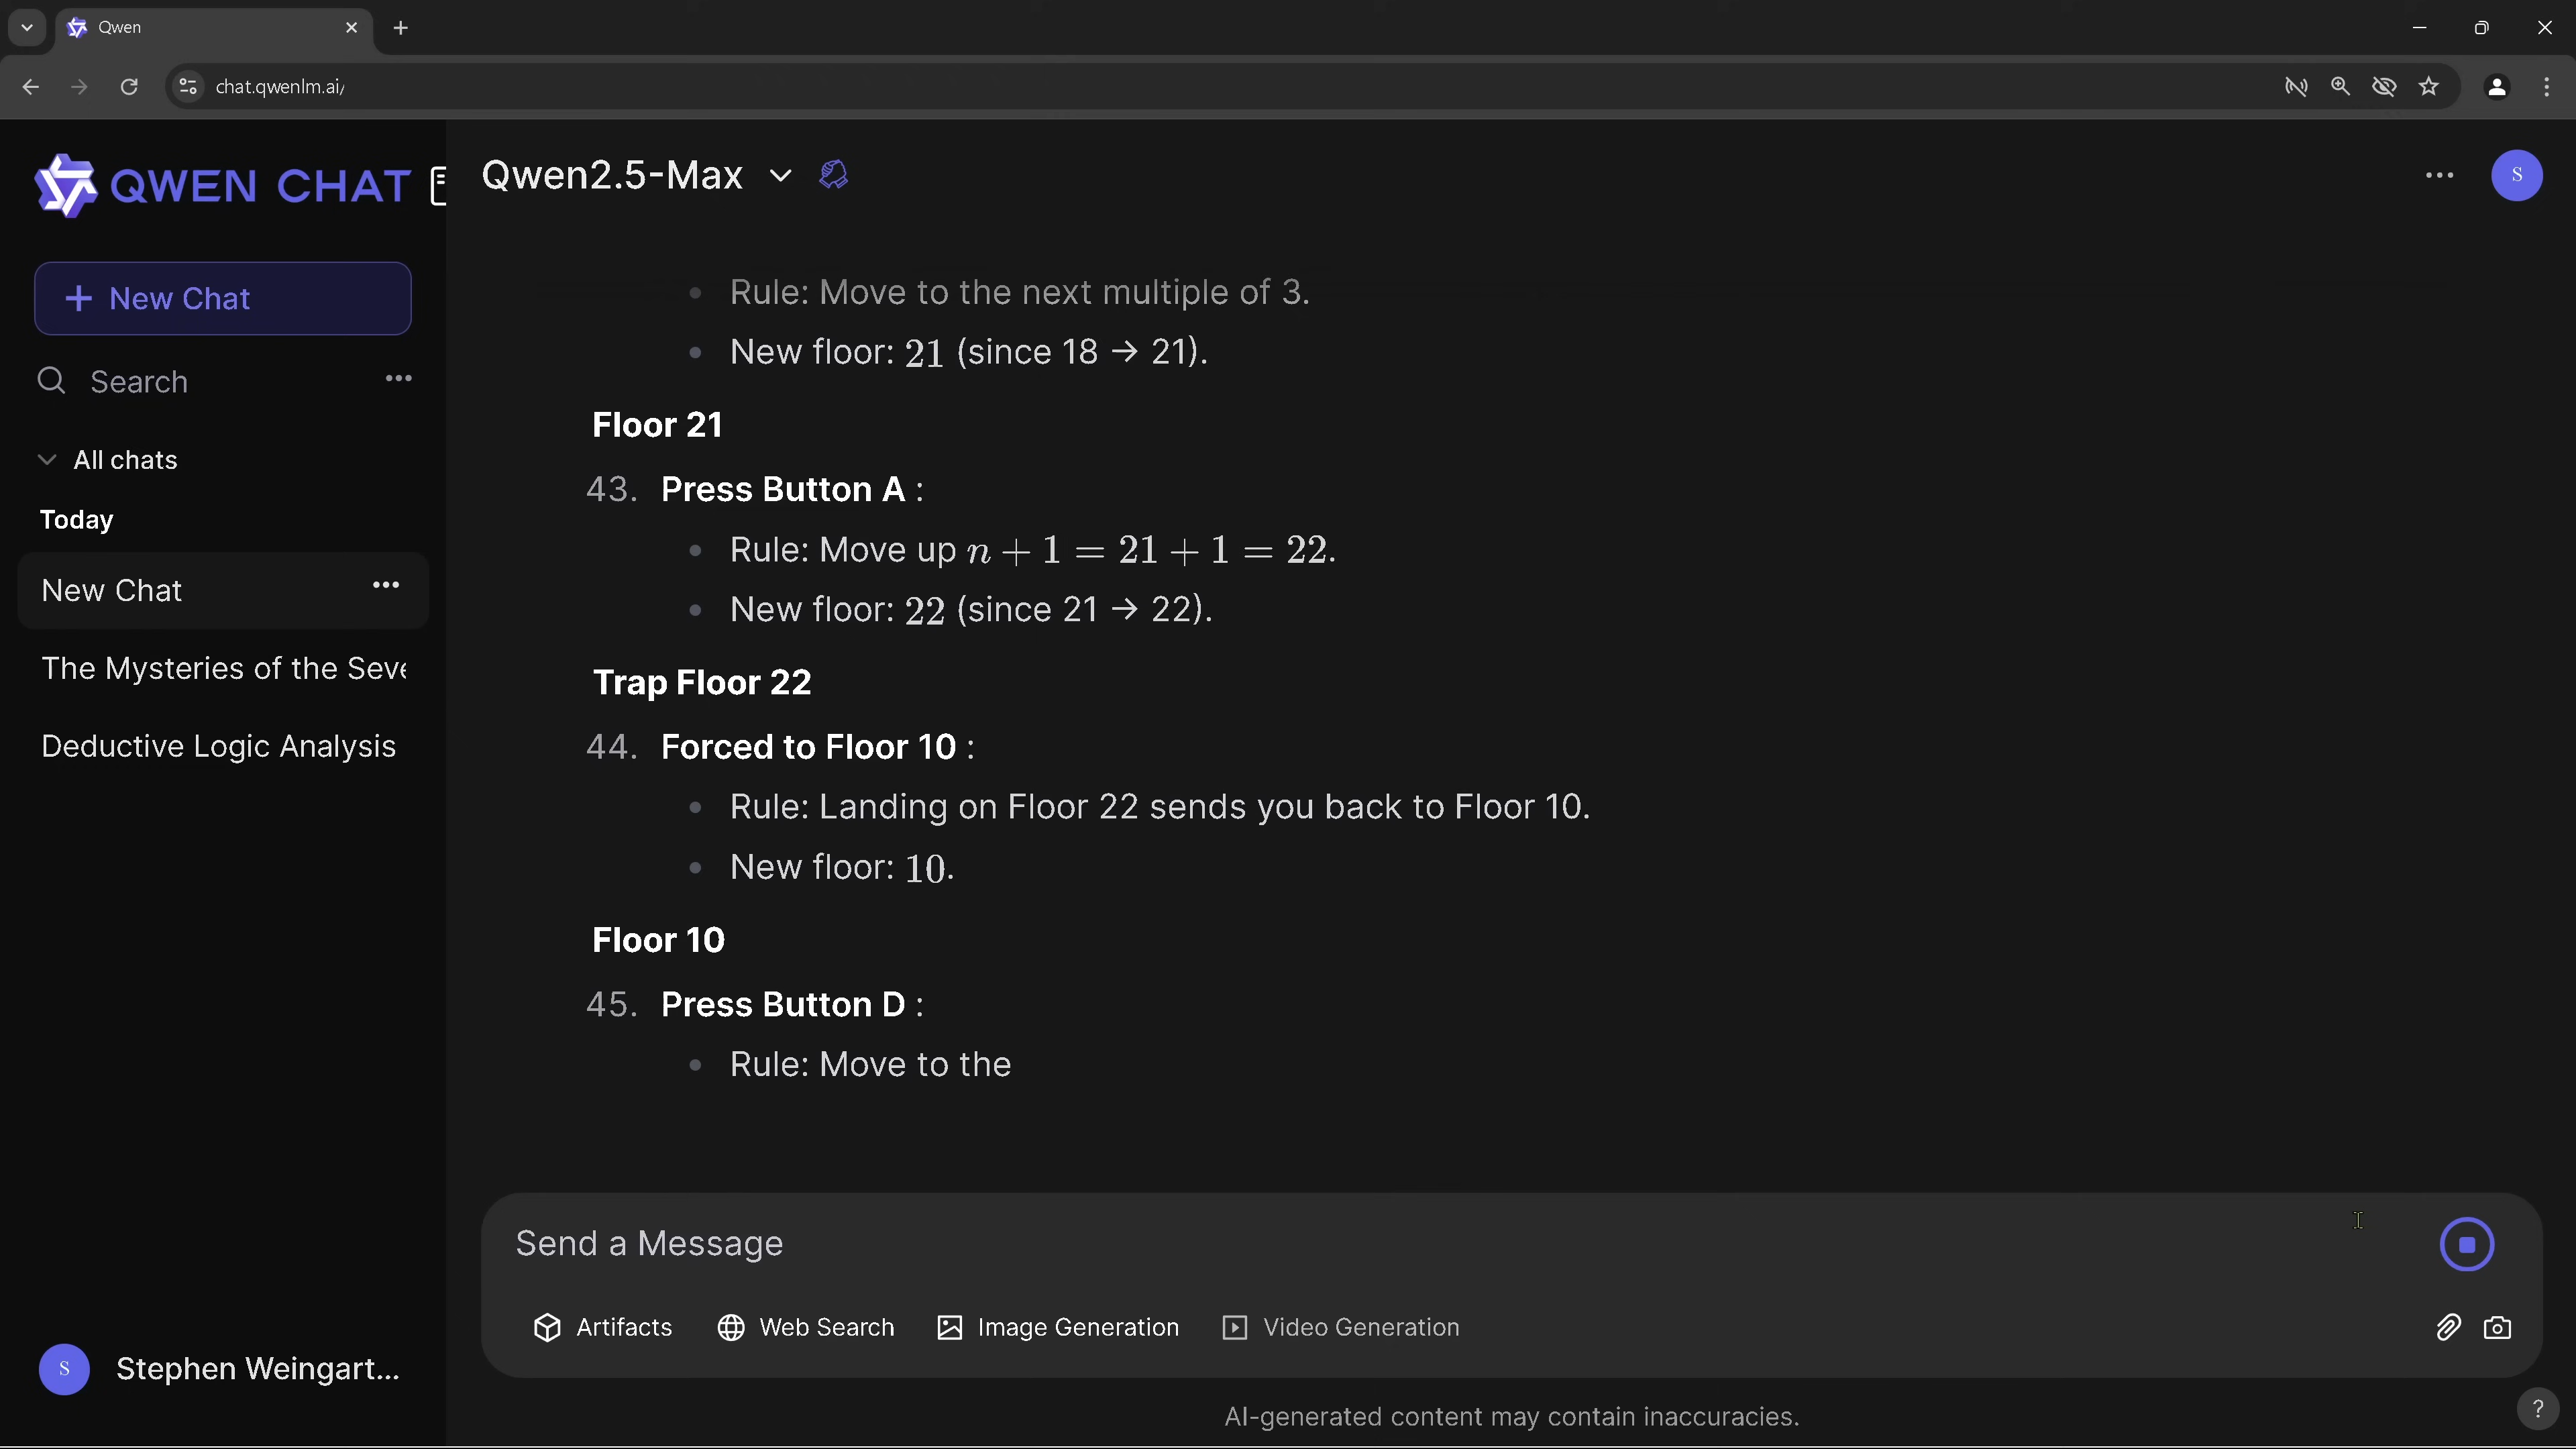 Qwen
chat.qwenlm.ai/
QWEN CHAT
New Chat
Search
All chats
Today
New Chat
The Mysteries of the Seve
Deductive Logic Analysis
S
Stephen Weingart...
Qwen2.5-Max
S
Rule: Move to the next multiple of 3.
New floor: 21 (since 18 → 21).
Floor 21
43. Press Button A :
Rule: Move up n + 1 = 21 + 1 = 22.
New floor: 22 (since 21 → 22).
Trap Floor 22
44. Forced to Floor 10 :
Rule: Landing on Floor 22 sends you back to Floor 10.
New floor: 10.
Floor 10
45. Press Button D :
Rule: Move to the
Send a Message
Artifacts Web Search Image Generation Video Generation
AI-generated content may contain inaccuracies.
?